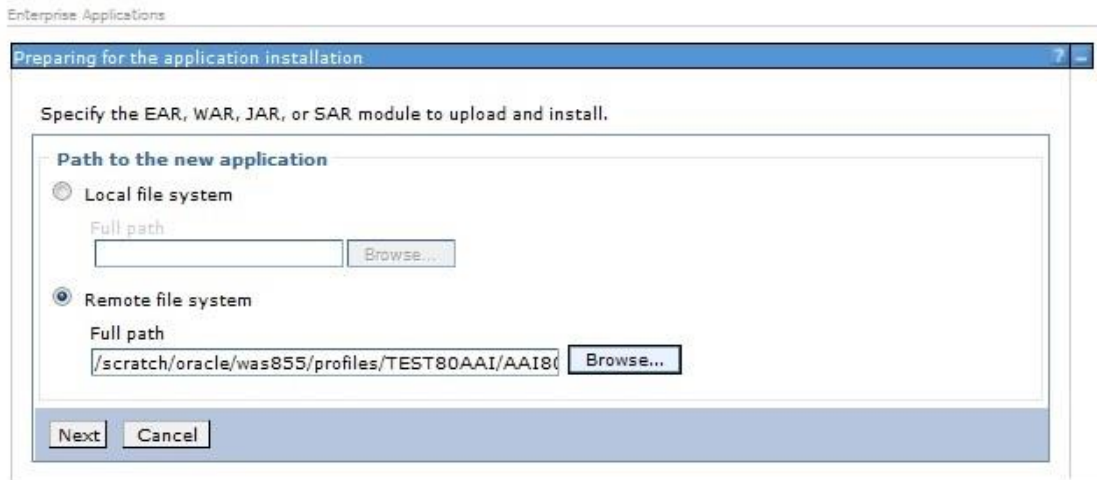 Enterprise Applications
Preparing for the application installation ? –
Specify the EAR, WAR, JAR, or SAR module to upload and install.
Path to the new application
Local file system
Full path
Browse...
Remote file system
Full path
/scratch/oracle/was855/profiles/TEST80AAI/AAI80 Browse...
Next Cancel